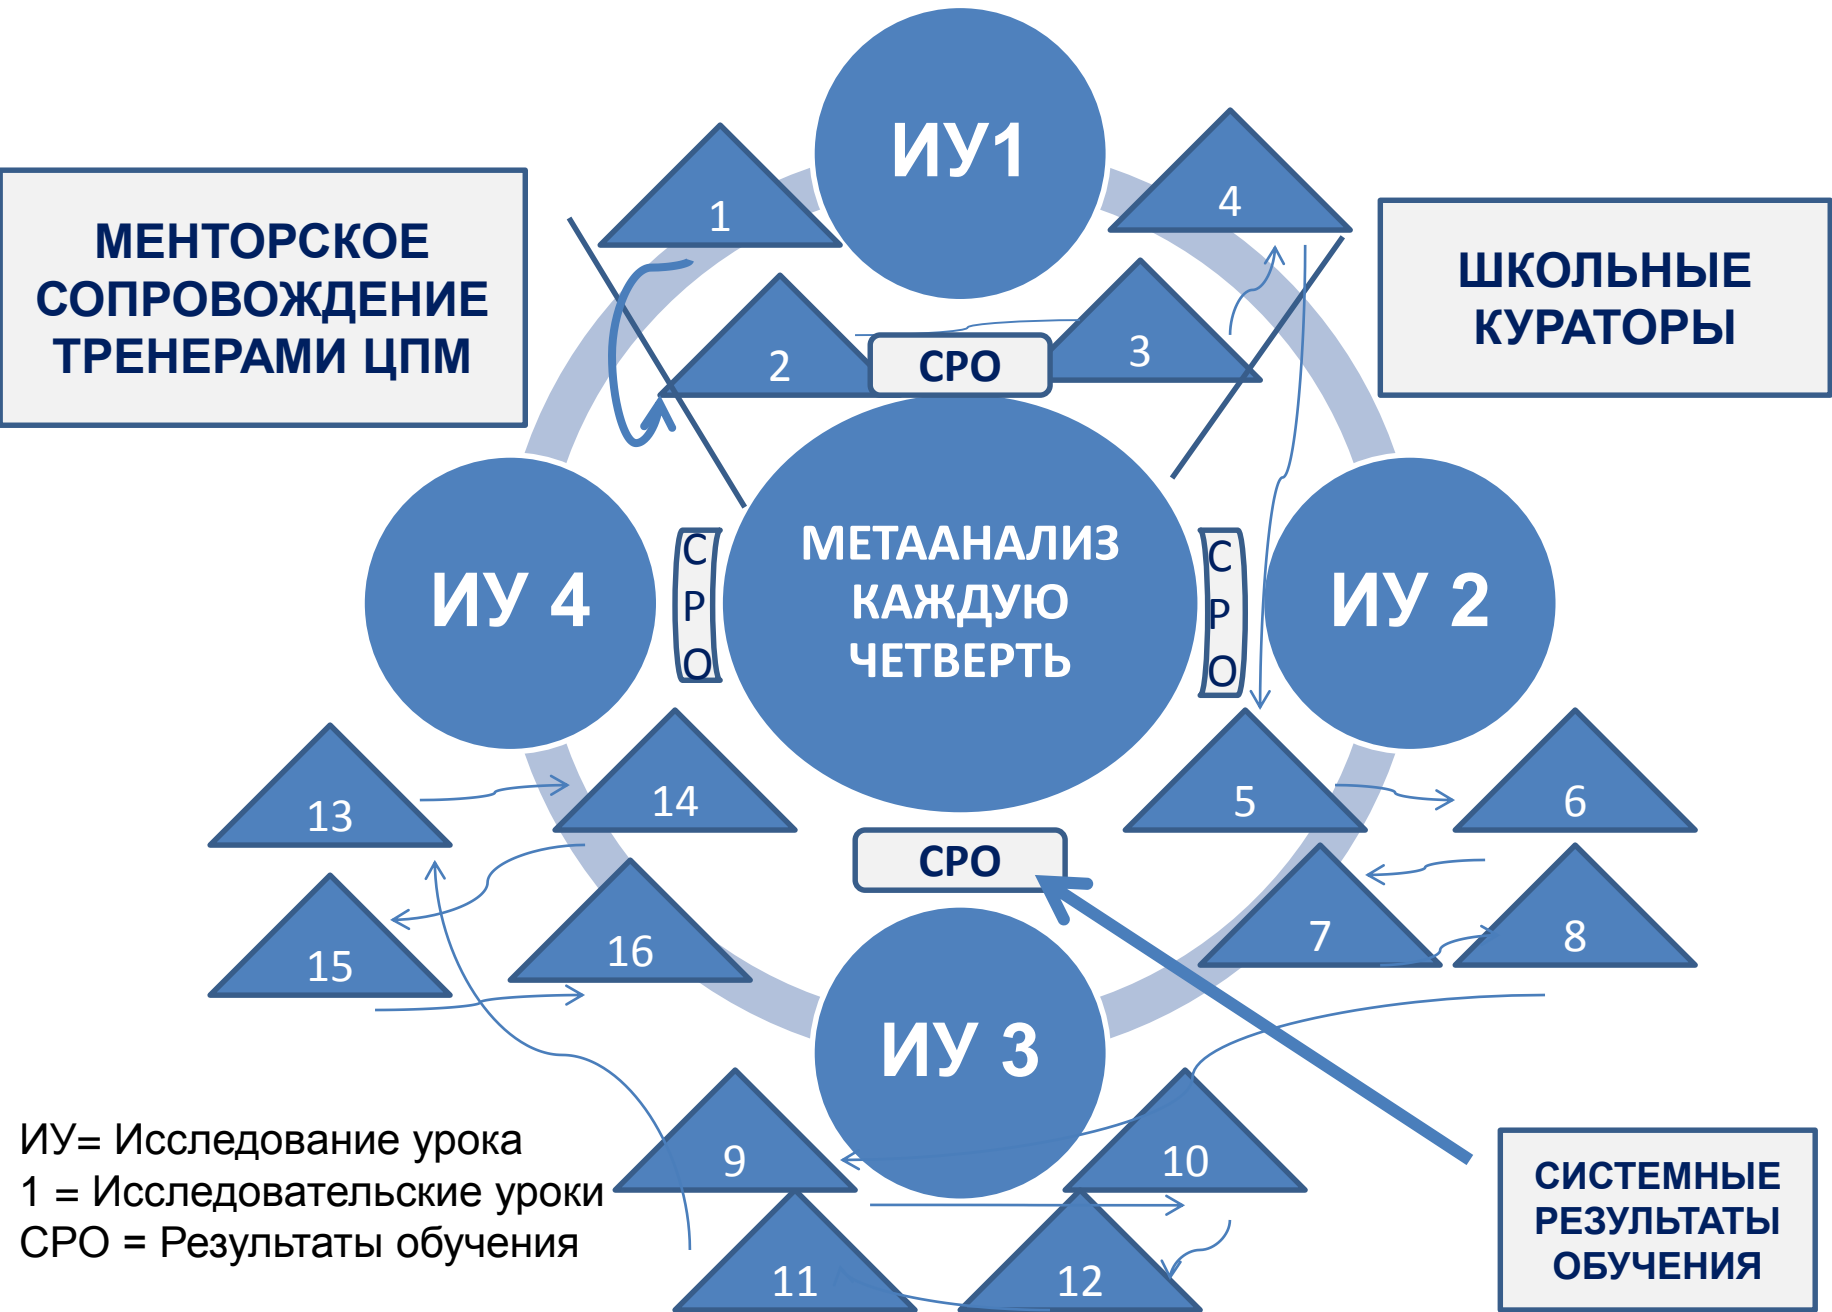 ИУ1
1
4
МЕНТОРСКОЕ
СОПРОВОЖДЕНИЕ
ТРЕНЕРАМИ ЦПМ
ШКОЛЬНЫЕ
КУРАТОРЫ
2
СРО
3
ИУ 4
С
Р
О
МЕТААНАЛИЗ
КАЖДУЮ
ЧЕТВЕРТЬ
С
Р
О
ИУ 2
13
14
5
6
СРО
15
16
7
8
ИУ 3
9
10
11
12
ИУ= Исследование урока
1 = Исследовательские уроки
СРО = Результаты обучения
СИСТЕМНЫЕ
РЕЗУЛЬТАТЫ
ОБУЧЕНИЯ